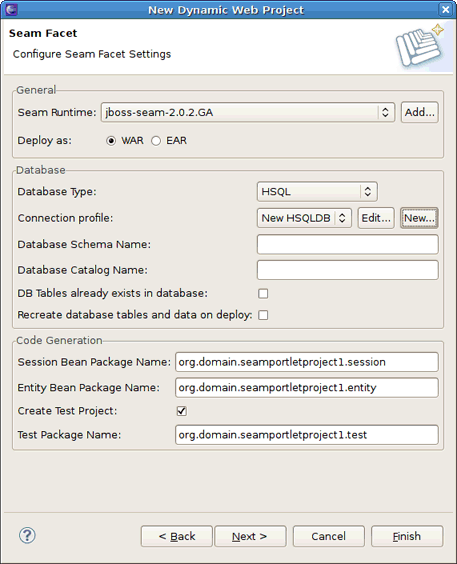 New Dynamic Web Project
Seam Facet
Configure Seam Facet Settings
General
Seam Runtime: jboss-seam-2.0.2.GA Add...
Deploy as: WAR EAR
Database
Database Type: HSQL
Connection profile: New HSQLDB Edit... New...
Database Schema Name:
Database Catalog Name:
DB Tables already exists in database:
Recreate database tables and data on deploy:
Code Generation
Session Bean Package Name: org.domain.seamportletproject1.session
Entity Bean Package Name: org.domain.seamportletproject1.entity
Create Test Project:
Test Package Name: org.domain.seamportletproject1.test
? < Back Next > Cancel Finish